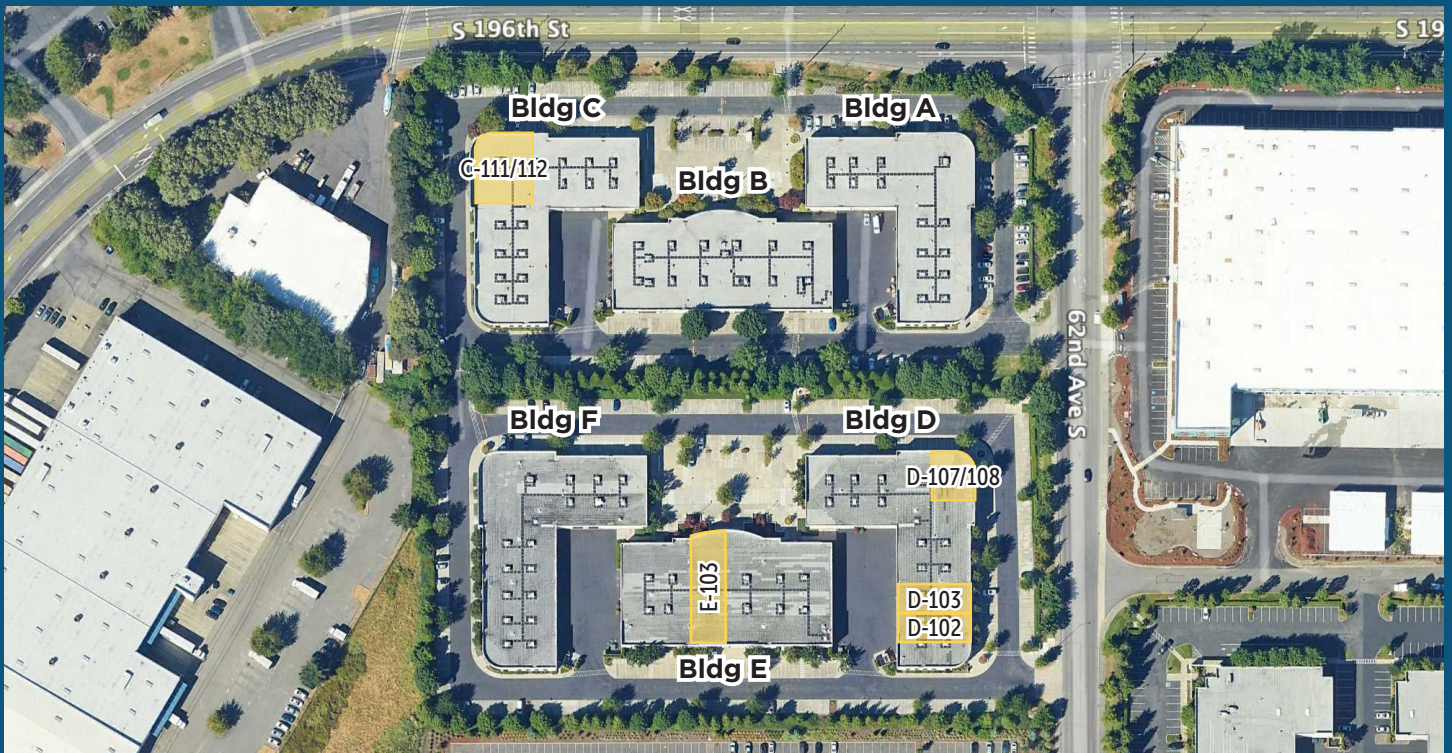 S 196th St
S 19
Bldg C
Bldg A
C-111/112
Bldg B
62nd Ave S
Bldg F
Bldg D
D-107/108
E-103
D-103
D-102
Bldg E